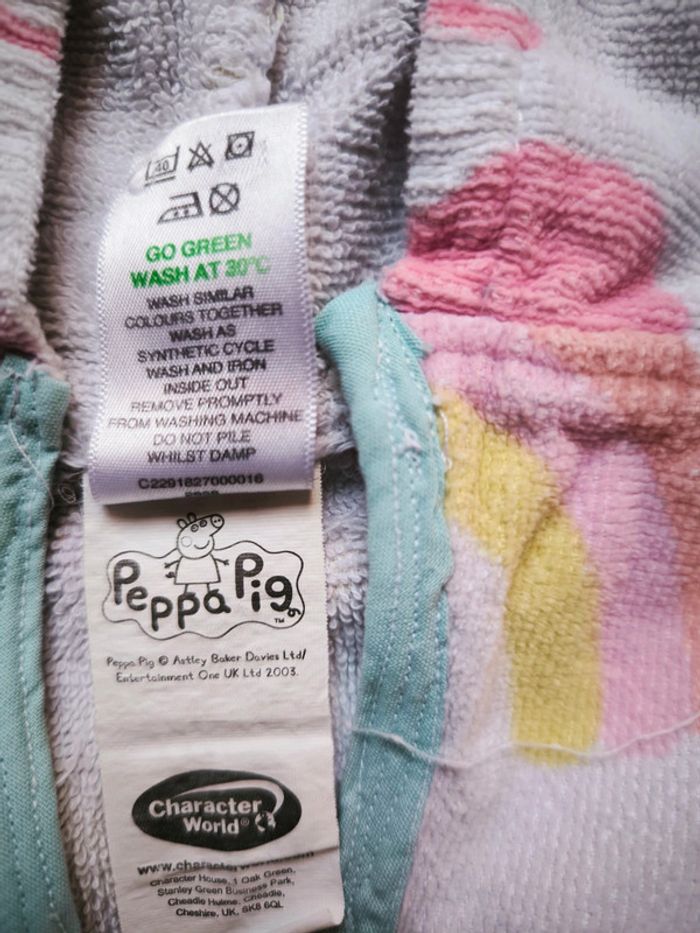 40
GO GREEN
WASH AT 30°C
WASH SIMILAR
COLOURS TOGETHER
WASH AS
SYNTHETIC CYCLE
WASH AND IRON
INSIDE OUT
REMOVE PROMPTLY
FROM WASHING MACHINE
DO NOT PILE
WHILST DAMP
C2291827000016
Peppa Pig
TM
Peppa Pig © Astley Baker Davies Ltd/
Entertainment One UK Ltd 2003.
Character
World®
Character House, 1 Oak Green,
Stanley Green Business Park,
Cheadle Hulme, Cheadle,
Cheshire, UK, SK8 6QL